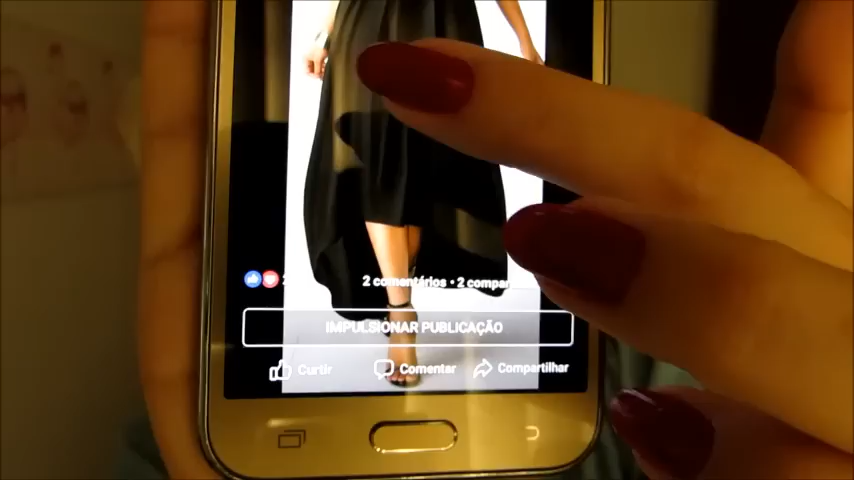 2 comentários • 2 compar
IMPULSIONAR PUBLICAÇÃO
Curtir Comentar Compartilhar